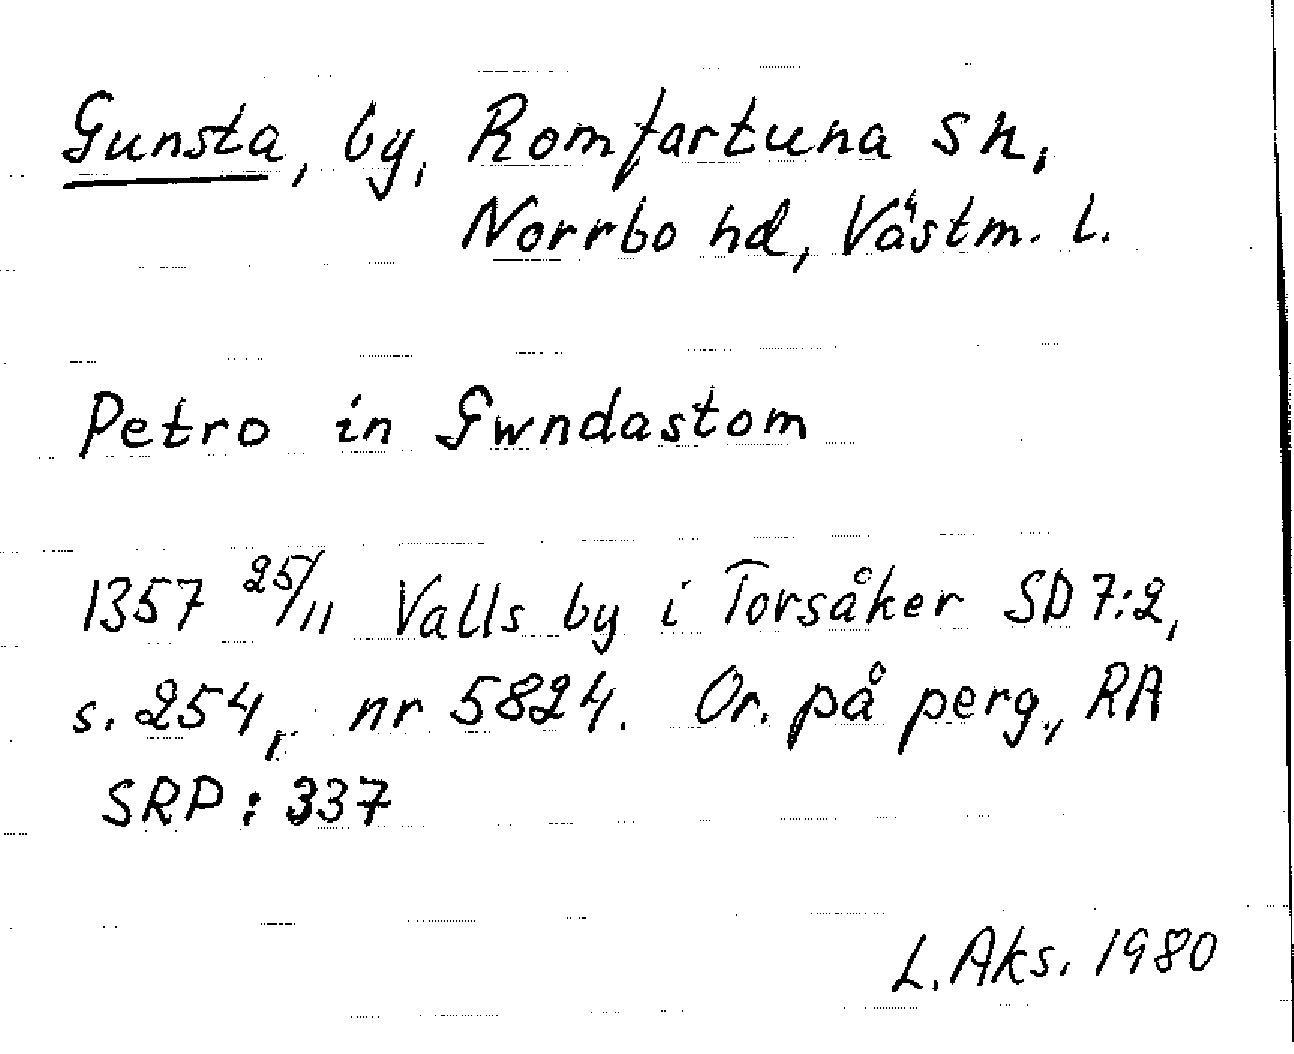 Gunsta, by, Romfartuna sn,
Norrbo hd, Västm. l.
Petro in Gwndastom
1357 25/11 Valls by i Torsåker SD 7:2,
s. 254, nr 5824. Or. på perg., RA
SRP: 337
L. Aks. 1980